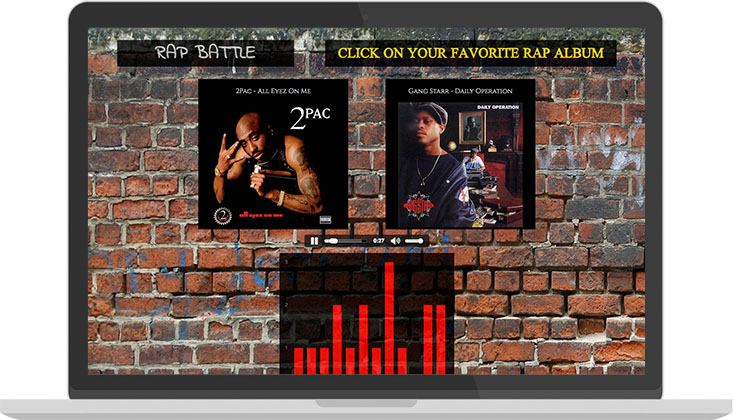 RAP BATTLE
CLICK ON YOUR FAVORITE RAP ALBUM
2Pac - All Eyez On Me
Gang Starr - Daily Operation
2PAC
DAILY OPERATION
2
all eyez on me
0:27